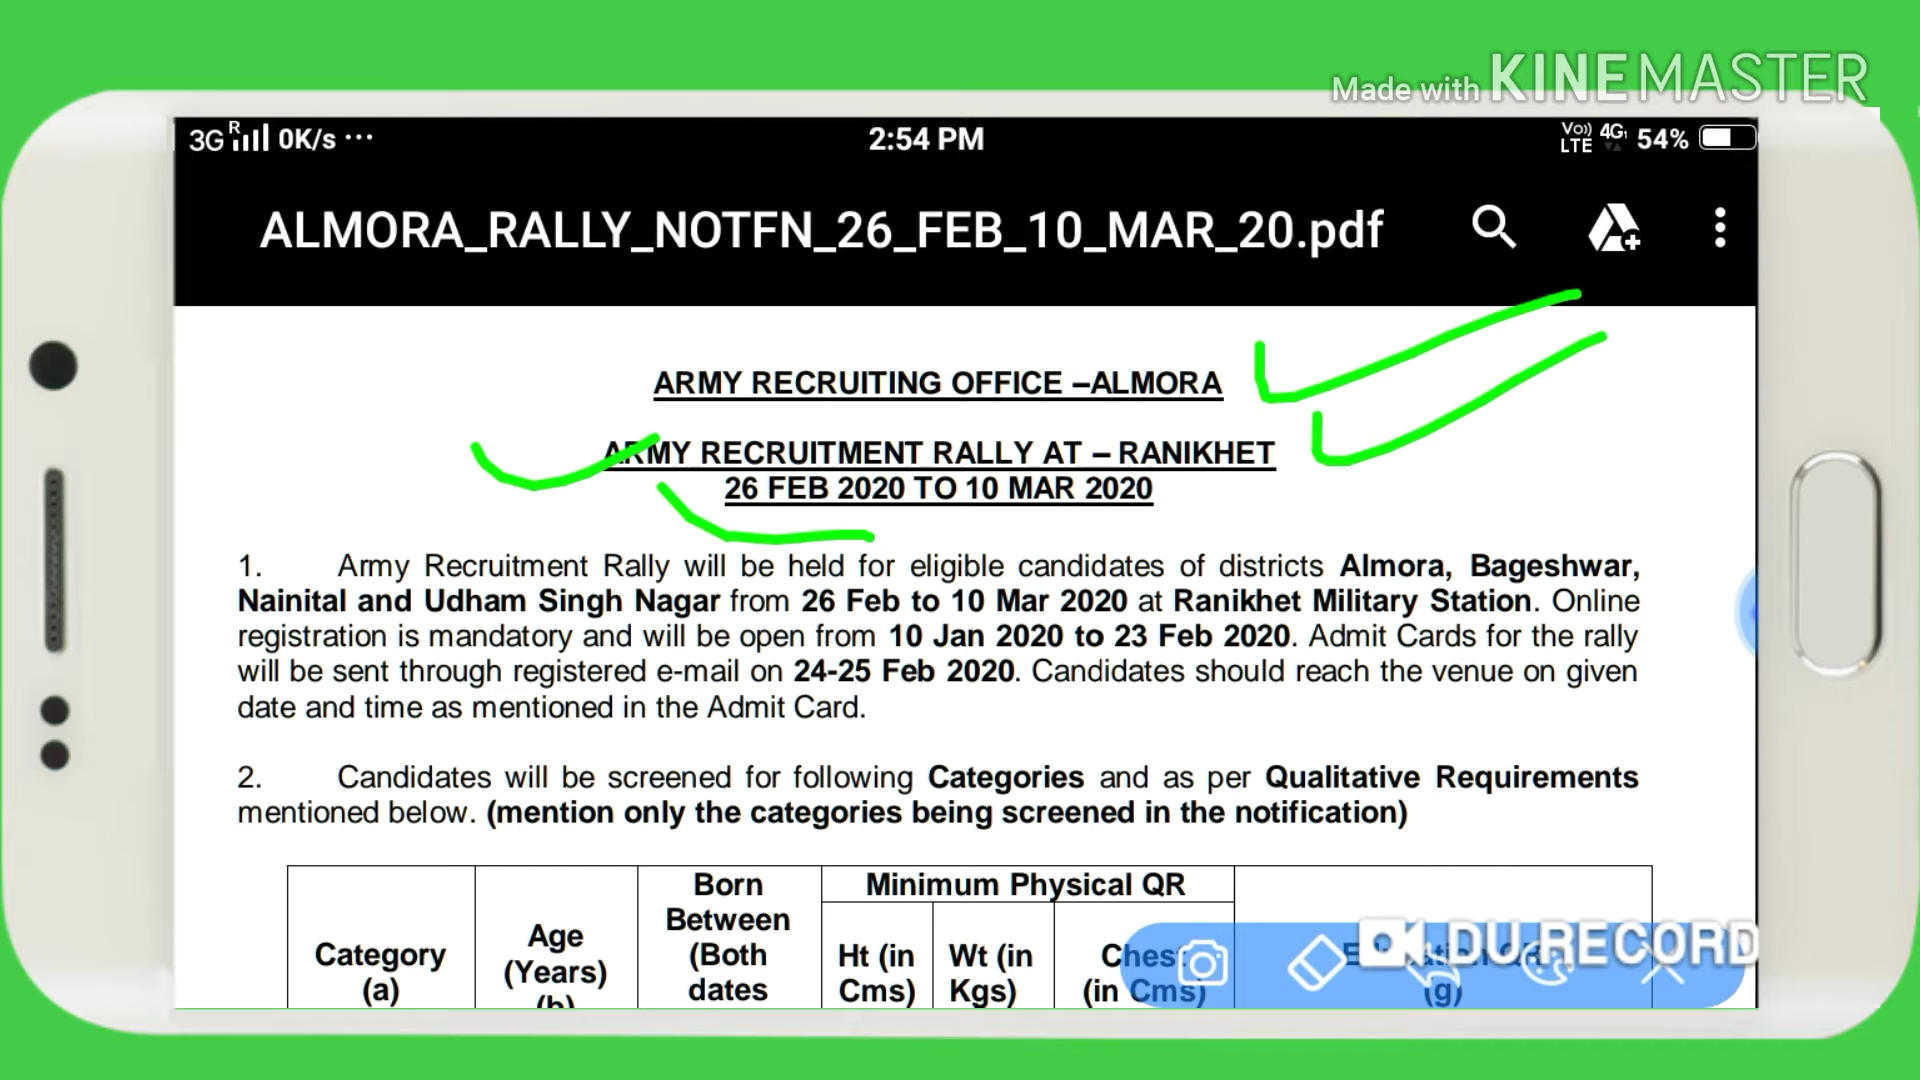 Made with KINEMASTER
3G R 0K/s ... 2:54 PM Vo)) LTE 4G 54%
ALMORA_RALLY_NOTFN_26_FEB_10_MAR_20.pdf
ARMY RECRUITING OFFICE –ALMORA
ARMY RECRUITMENT RALLY AT – RANIKHET
26 FEB 2020 TO 10 MAR 2020
1. Army Recruitment Rally will be held for eligible candidates of districts Almora, Bageshwar,
Nainital and Udham Singh Nagar from 26 Feb to 10 Mar 2020 at Ranikhet Military Station. Online
registration is mandatory and will be open from 10 Jan 2020 to 23 Feb 2020. Admit Cards for the rally
will be sent through registered e-mail on 24-25 Feb 2020. Candidates should reach the venue on given
date and time as mentioned in the Admit Card.
2. Candidates will be screened for following Categories and as per Qualitative Requirements
mentioned below. (mention only the categories being screened in the notification)
Category
(a)
Age
(Years)
(b)
Born
Between
(Both
dates
Minimum Physical QR
Ht (in
Cms)
Wt (in
Kgs)
Chest
(in Cms)
(g)
DU RECORD